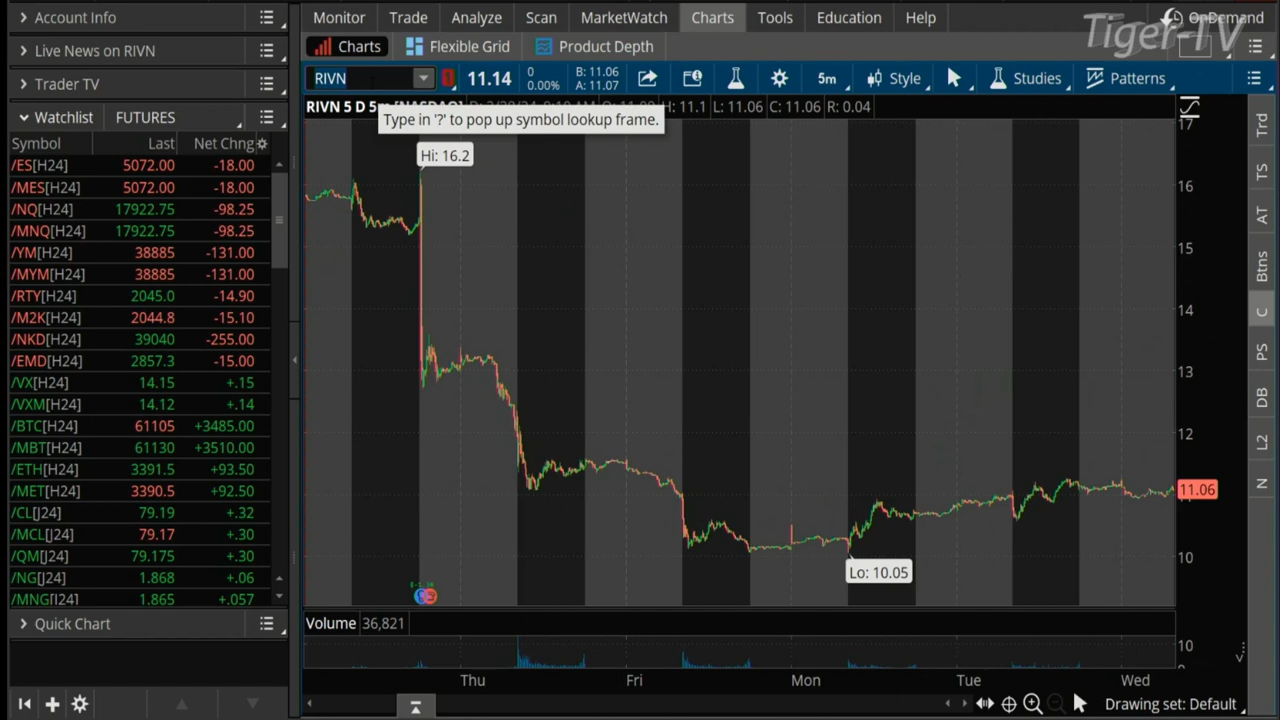 Account Info
Live News on RIVN
Trader TV
Watchlist FUTURES
Symbol Last Net Chng
/ES[H24] 5072.00 -18.00
/MES[H24] 5072.00 -18.00
/NQ[H24] 17922.75 -98.25
/MNQ[H24] 17922.75 -98.25
/YM[H24] 38885 -131.00
/MYM[H24] 38885 -131.00
/RTY[H24] 2045.0 -14.90
/M2K[H24] 2044.8 -15.10
/NKD[H24] 39040 -255.00
/EMD[H24] 2857.3 -15.00
/VX[H24] 14.15 +.15
/VXM[H24] 14.12 +.14
/BTC[H24] 61105 +3485.00
/MBT[H24] 61130 +3510.00
/ETH[H24] 3391.5 +93.50
/MET[H24] 3390.5 +92.50
/CL[J24] 79.19 +.32
/MCL[J24] 79.17 +.30
/QM[J24] 79.175 +.30
/NG[J24] 1.868 +.06
/MNG[J24] 1.865 +.057
Quick Chart
Monitor Trade Analyze Scan MarketWatch Charts Tools Education Help OnDemand
Tiger-TV
Charts Flexible Grid Product Depth
RIVN 11.14 0 0.00% B: 11.06 A: 11.07 5m Style Studies Patterns
RIVN 5 D 5m [NASDAQ] H: 11.1 L: 11.06 C: 11.06 R: 0.04
Type in '?' to pop up symbol lookup frame.
Hi: 16.2
17
16
15
14
13
12
11.06
10
Lo: 10.05
Volume 36,821
10
Thu Fri Mon Tue Wed
Drawing set: Default
Trd
TS
AT
Btns
C
PS
DB
L2
N